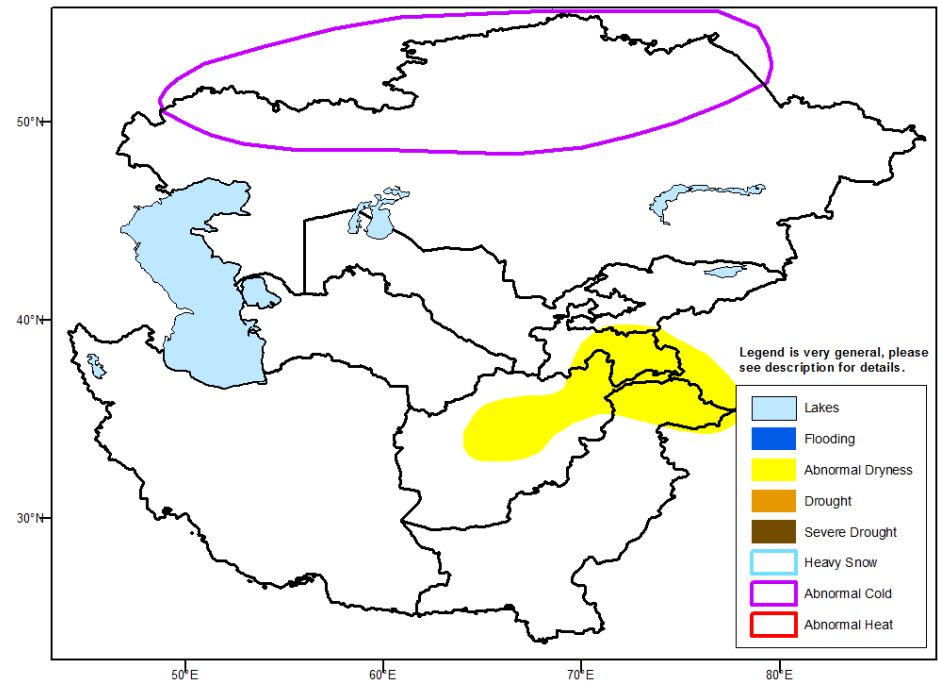 50°N
40°N
30°N
Legend is very general, please
see description for details.
Lakes
Flooding
Abnormal Dryness
Drought
Severe Drought
Heavy Snow
Abnormal Cold
Abnormal Heat
50°E
60°E
70°E
80°E